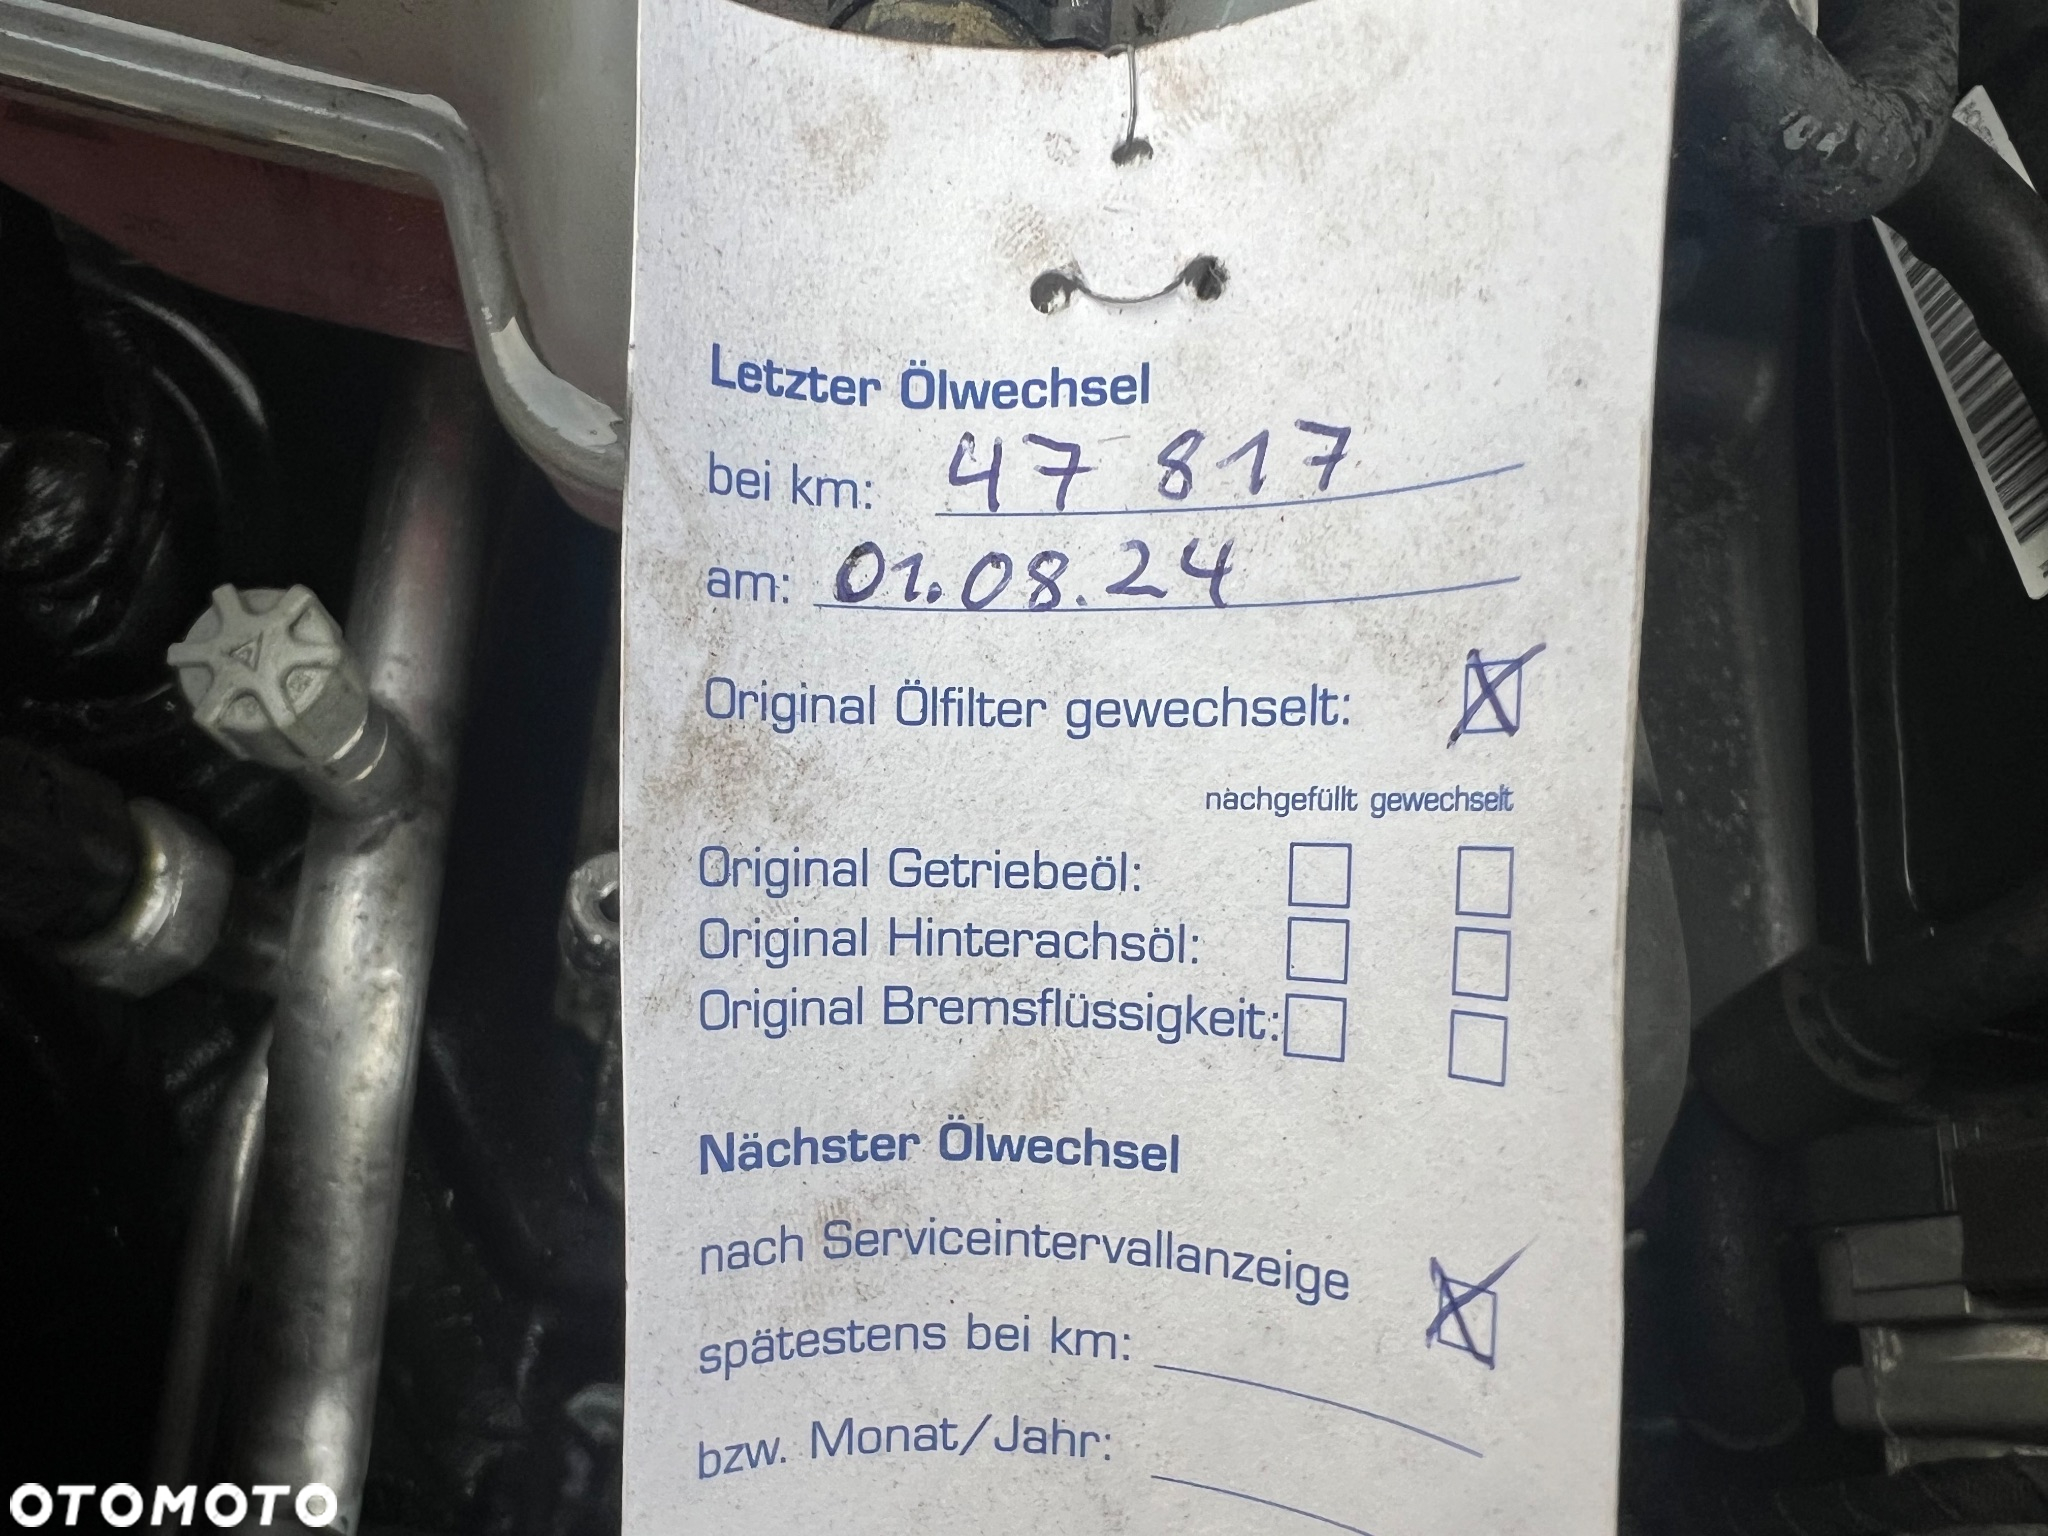 Letzter Ölwechsel
bei km: 47 817
am: 01.08.24
Original Ölfilter gewechselt:
nachgefüllt gewechselt
Original Getriebeöl:
Original Hinterachsöl:
Original Bremsflüssigkeit:
Nächster Ölwechsel
nach Serviceintervallanzeige
spätestens bei km:
bzw. Monat/Jahr:
OTOMOTO